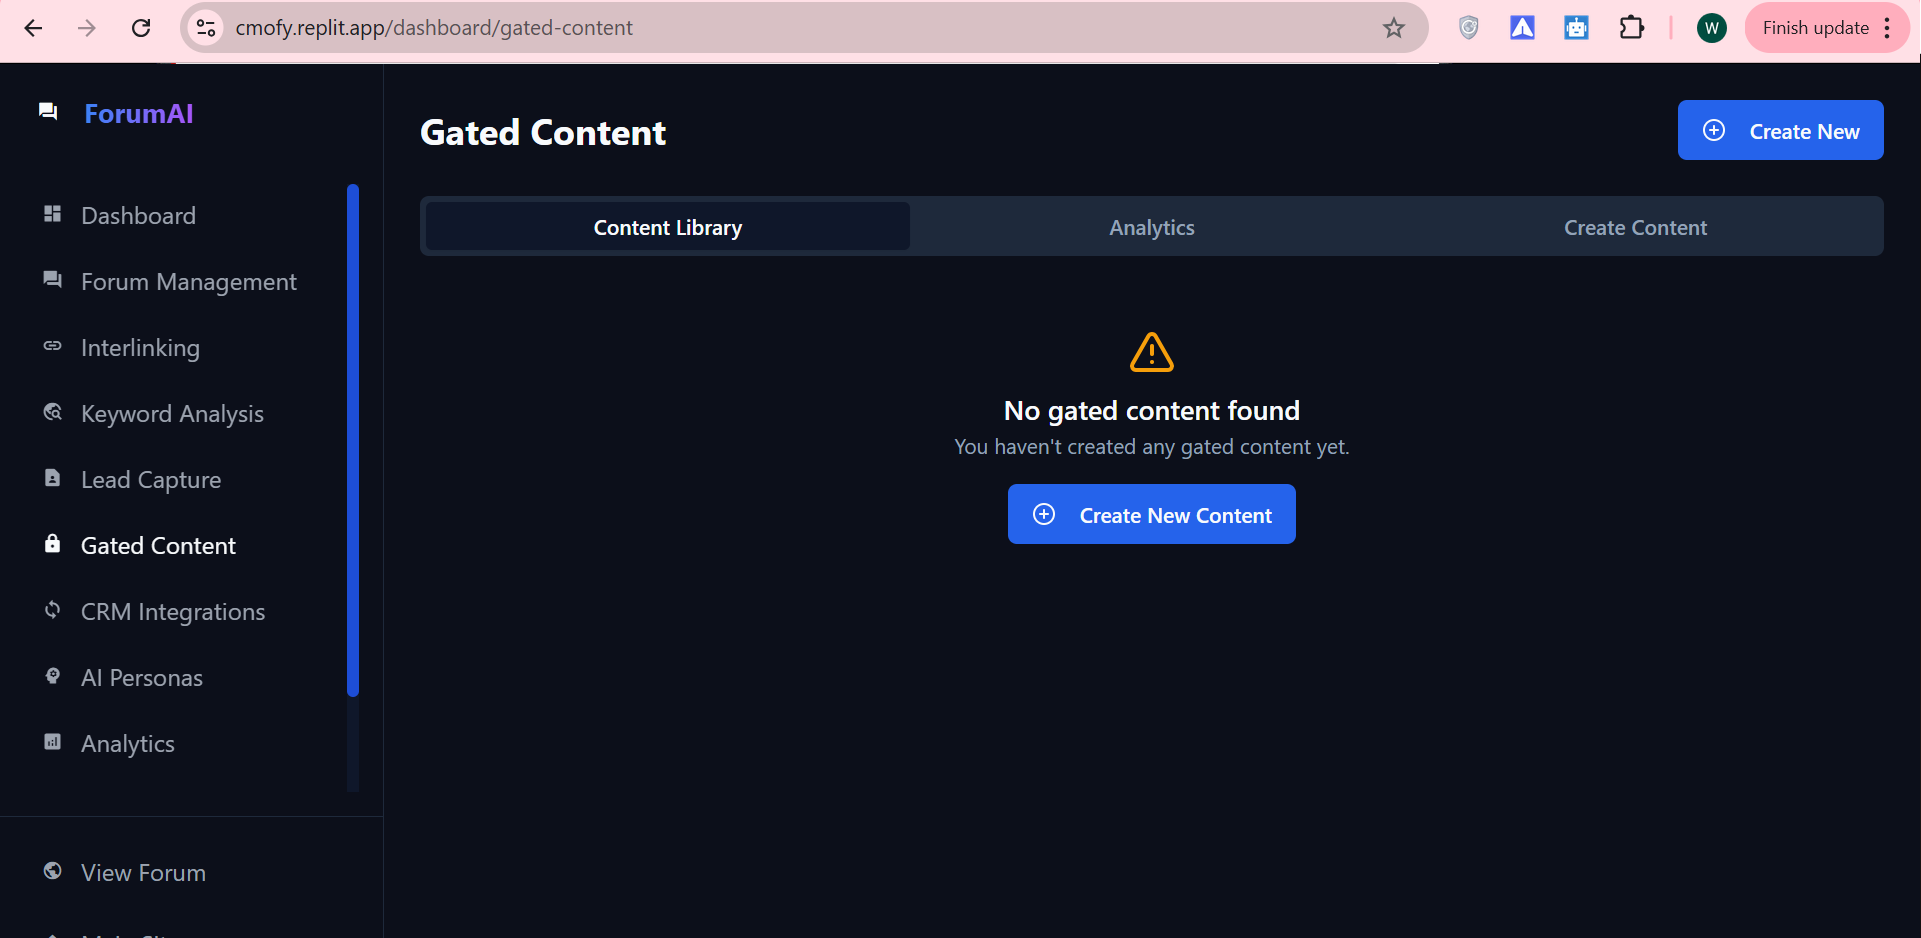 cmofy.replit.app/dashboard/gated-content
W
Finish update
ForumAI
Dashboard
Forum Management
Interlinking
Keyword Analysis
Lead Capture
Gated Content
CRM Integrations
AI Personas
Analytics
View Forum
Gated Content
Create New
Content Library
Analytics
Create Content
No gated content found
You haven't created any gated content yet.
Create New Content